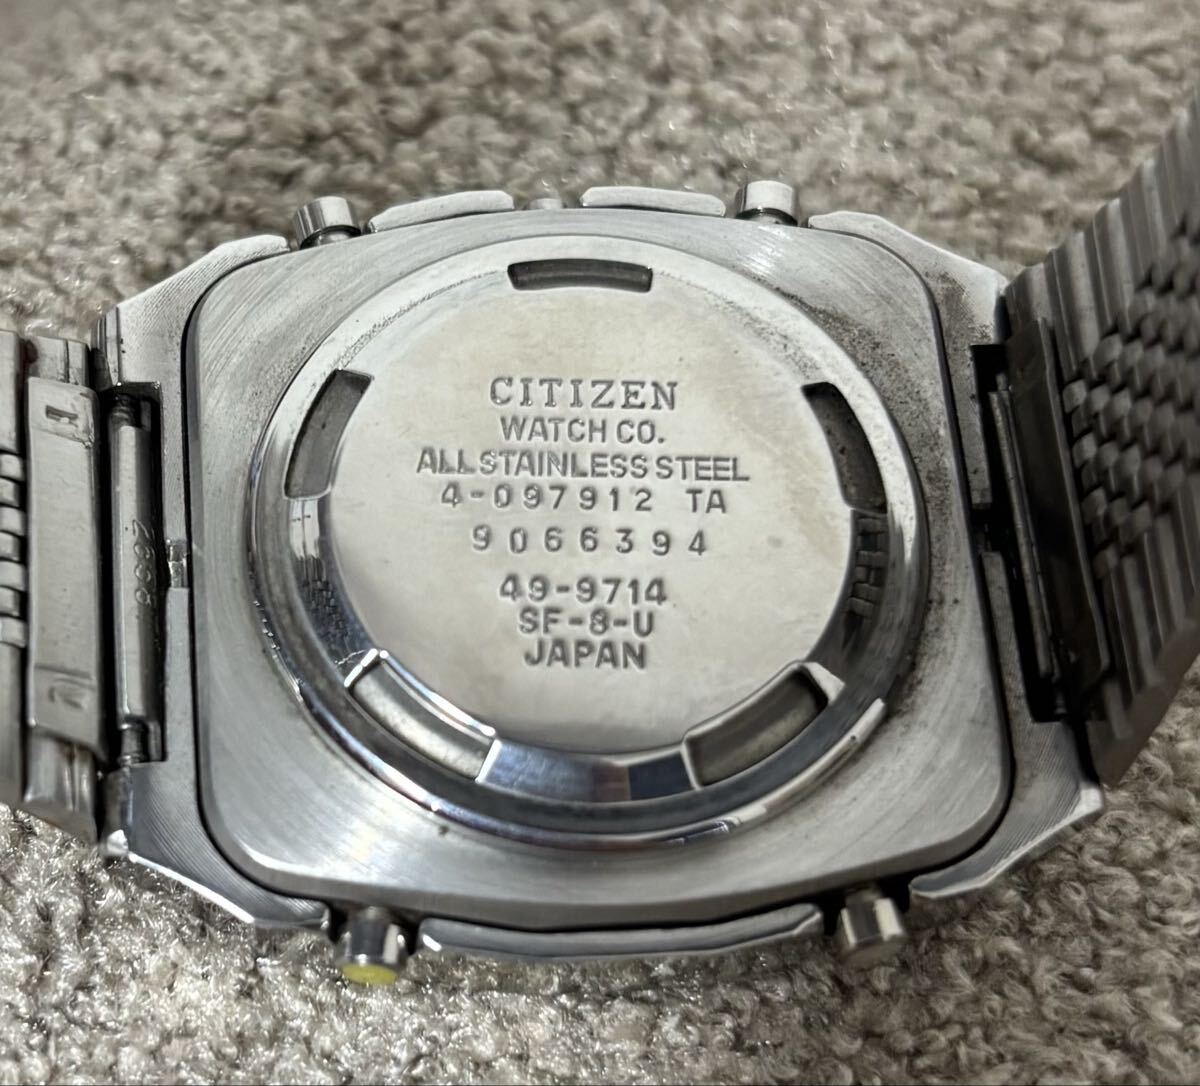 CITIZEN
WATCH CO.
ALL STAINLESS STEEL
4-097912 TA
9066394
49-9714
SF-8-U
JAPAN